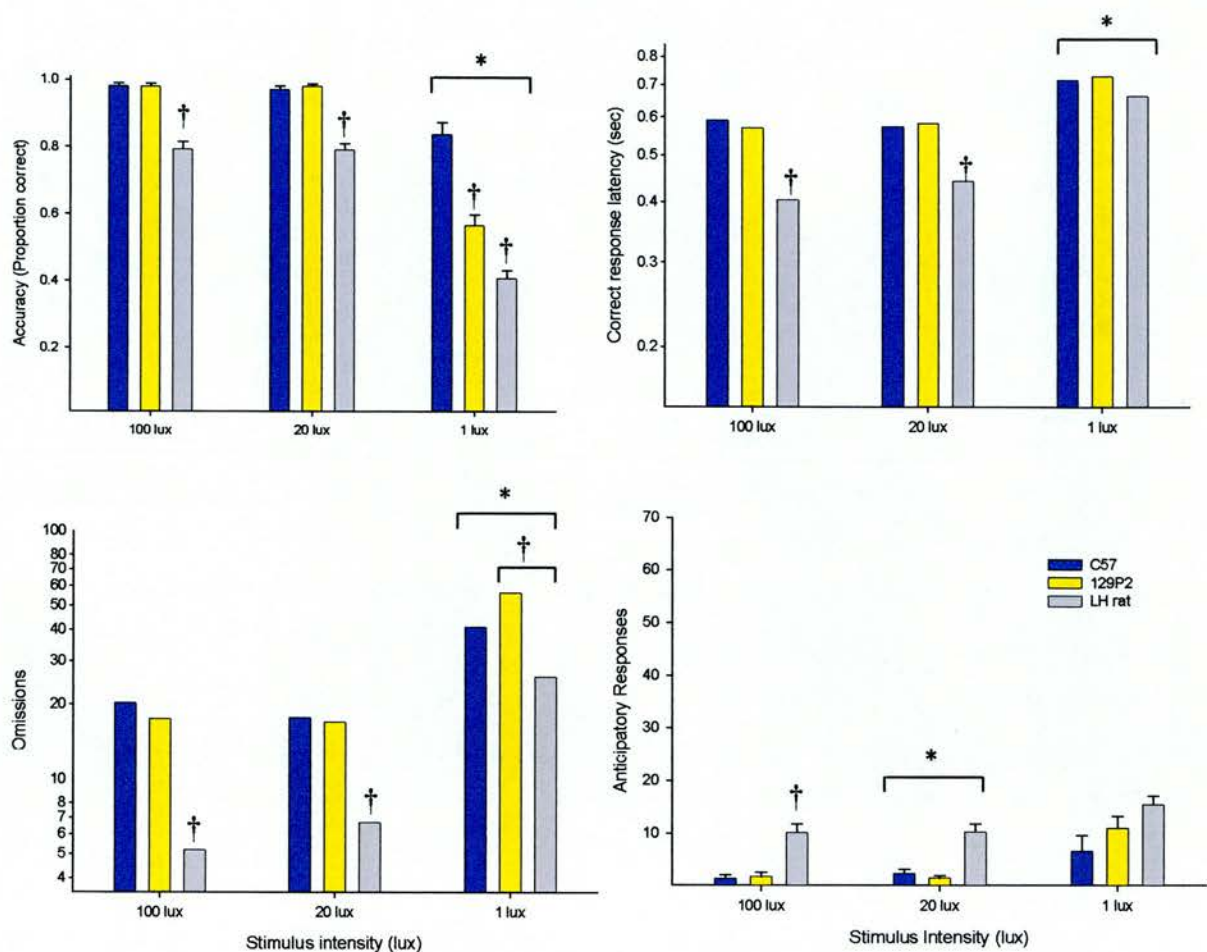 *
1.0
0.8
0.6
0.4
0.2
†
†
†
†
Accuracy (Proportion correct)
100 lux
20 lux
1 lux
*
0.8
0.7
0.6
0.5
0.4
0.3
0.2
†
†
Correct response latency (sec)
100 lux
20 lux
1 lux
*
†
100
80
70
60
50
40
30
20
10
8
7
6
5
4
†
†
Omissions
100 lux
20 lux
1 lux
Stimulus intensity (lux)
70
60
50
40
30
20
10
C57
129P2
LH rat
*
†
Anticipatory Responses
100 lux
20 lux
1 lux
Stimulus Intensity (lux)